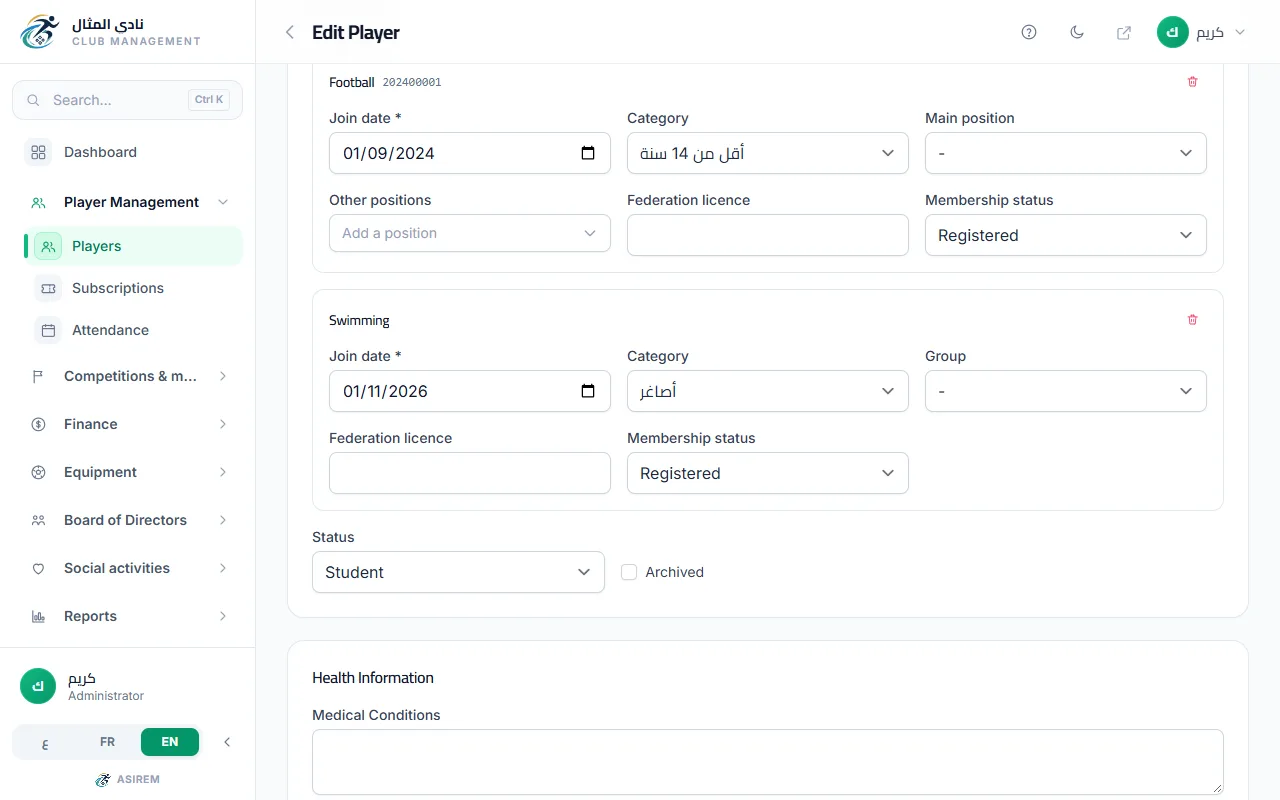 نادي المثال
CLUB MANAGEMENT
Search...
Ctrl K
Dashboard
Player Management
Players
Subscriptions
Attendance
Competitions & m...
Finance
Equipment
Board of Directors
Social activities
Reports
ك
كريم
Administrator
ع
FR
EN
ASIREM
Edit Player
ك
كريم
Football 202400001
Join date *
Category
Main position
01/09/2024
أقل من 14 سنة
-
Other positions
Federation licence
Membership status
Add a position
Registered
Swimming
Join date *
Category
Group
01/11/2026
أصاغر
-
Federation licence
Membership status
Registered
Status
Student
Archived
Health Information
Medical Conditions